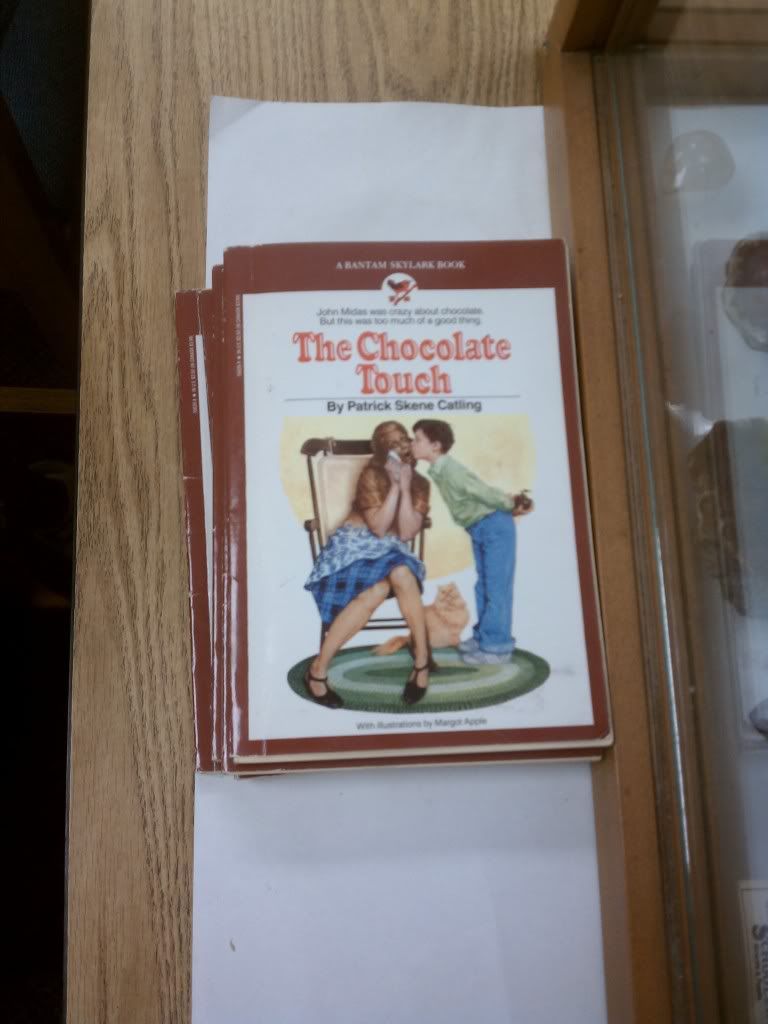 A BANTAM SKYLARK BOOK
John Midas was crazy about chocolate.
But this was too much of a good thing.
The Chocolate
Touch
By Patrick Skene Catling
With illustrations by Margot Apple